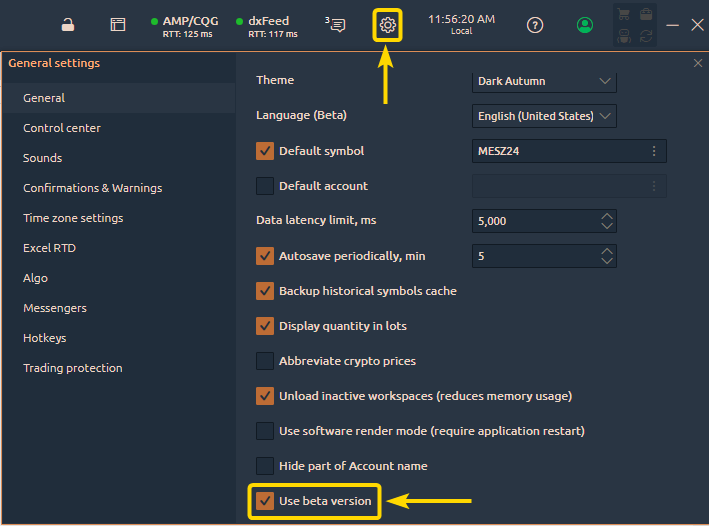 AMP/CQG
RTT: 125 ms
dxFeed
RTT: 117 ms
3
11:56:20 AM
Local
General settings
General
Control center
Sounds
Confirmations & Warnings
Time zone settings
Excel RTD
Algo
Messengers
Hotkeys
Trading protection
Theme
Dark Autumn
Language (Beta)
English (United States)
Default symbol
MESZ24
Default account
Data latency limit, ms
5,000
Autosave periodically, min
5
Backup historical symbols cache
Display quantity in lots
Abbreviate crypto prices
Unload inactive workspaces (reduces memory usage)
Use software render mode (require application restart)
Hide part of Account name
Use beta version